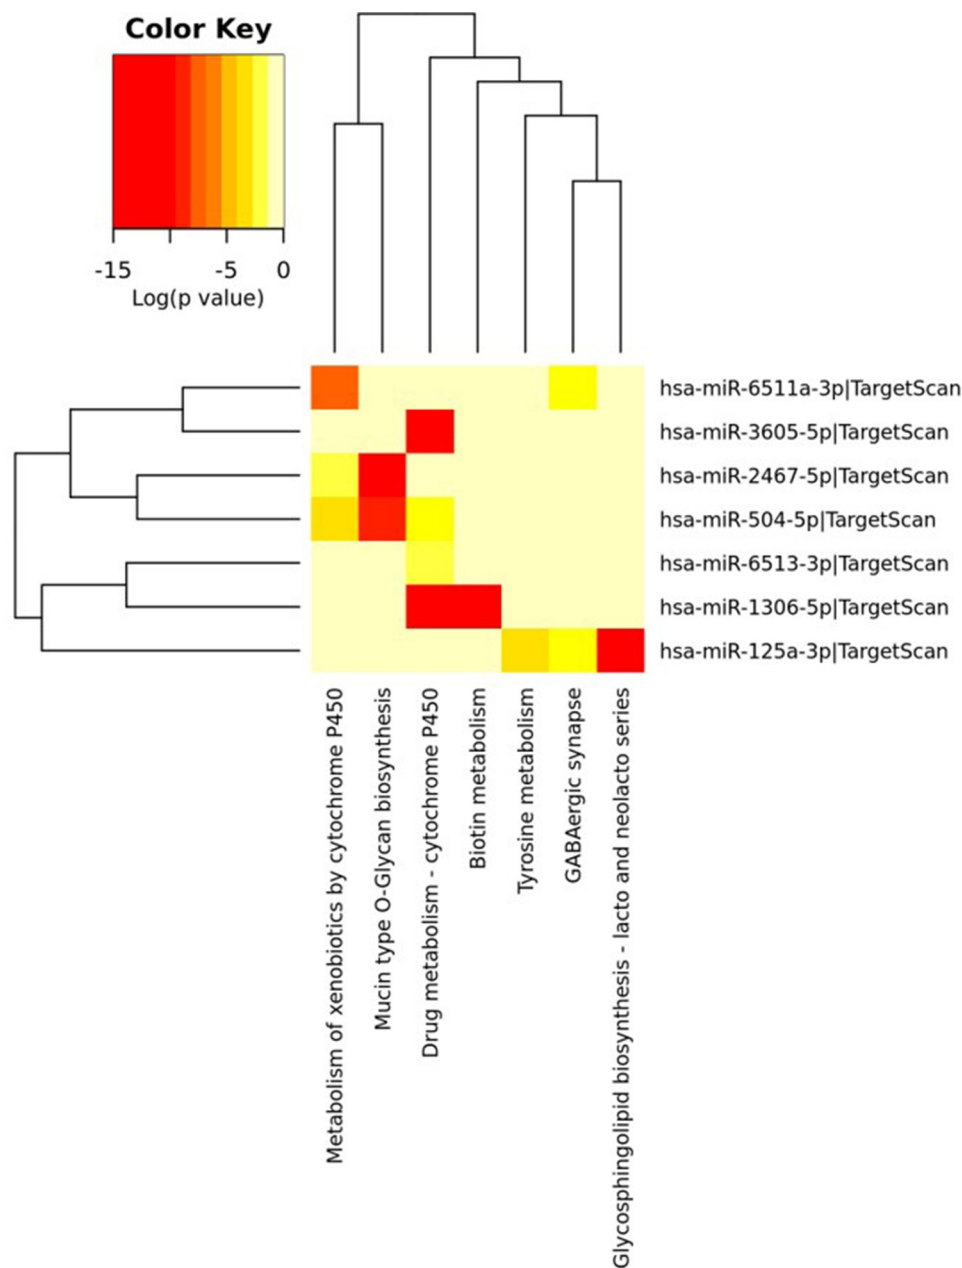 Color Key
-15 -5 0
Log(p value)
hsa-miR-6511a-3p|TargetScan
hsa-miR-3605-5p|TargetScan
hsa-miR-2467-5p|TargetScan
hsa-miR-504-5p|TargetScan
hsa-miR-6513-3p|TargetScan
hsa-miR-1306-5p|TargetScan
hsa-miR-125a-3p|TargetScan
Metabolism of xenobiotics by cytochrome P450
Mucin type O-Glycan biosynthesis
Drug metabolism - cytochrome P450
Biotin metabolism
Tyrosine metabolism
GABAergic synapse
Glycosphingolipid biosynthesis - lacto and neolacto series